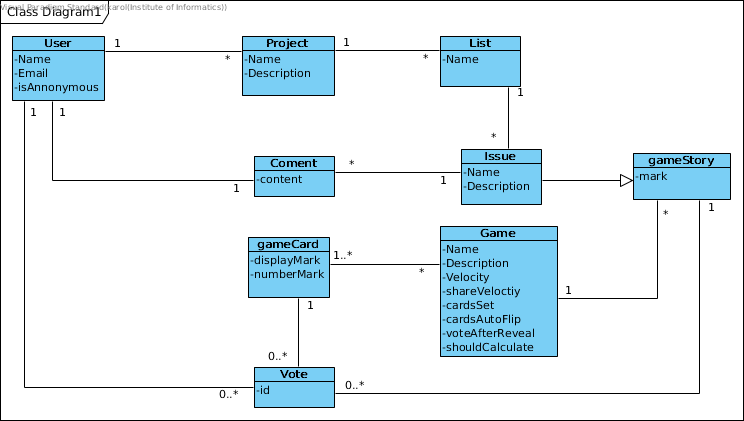 Visual Paradigm Standard(karol(Institute of Informatics))
Class Diagram1
User
-Name
-Email
-isAnnonymous
1
*
Project
-Name
-Description
1
*
List
-Name
1
*
1
1
1
Coment
-content
*
1
Issue
-Name
-Description
gameStory
-mark
*
1
gameCard
-displayMark
-numberMark
1..*
*
1
0..*
Game
-Name
-Description
-Velocity
-shareVeloctiy
-cardsSet
-cardsAutoFlip
-voteAfterReveal
-shouldCalculate
1
Vote
-id
0..*
0..*